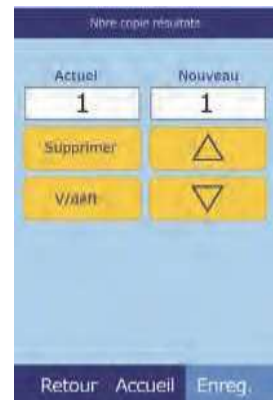 Nbre copie résultats
Actuel Nouveau
1 1
Supprimer
V/déft
Retour Accueil Enreg.